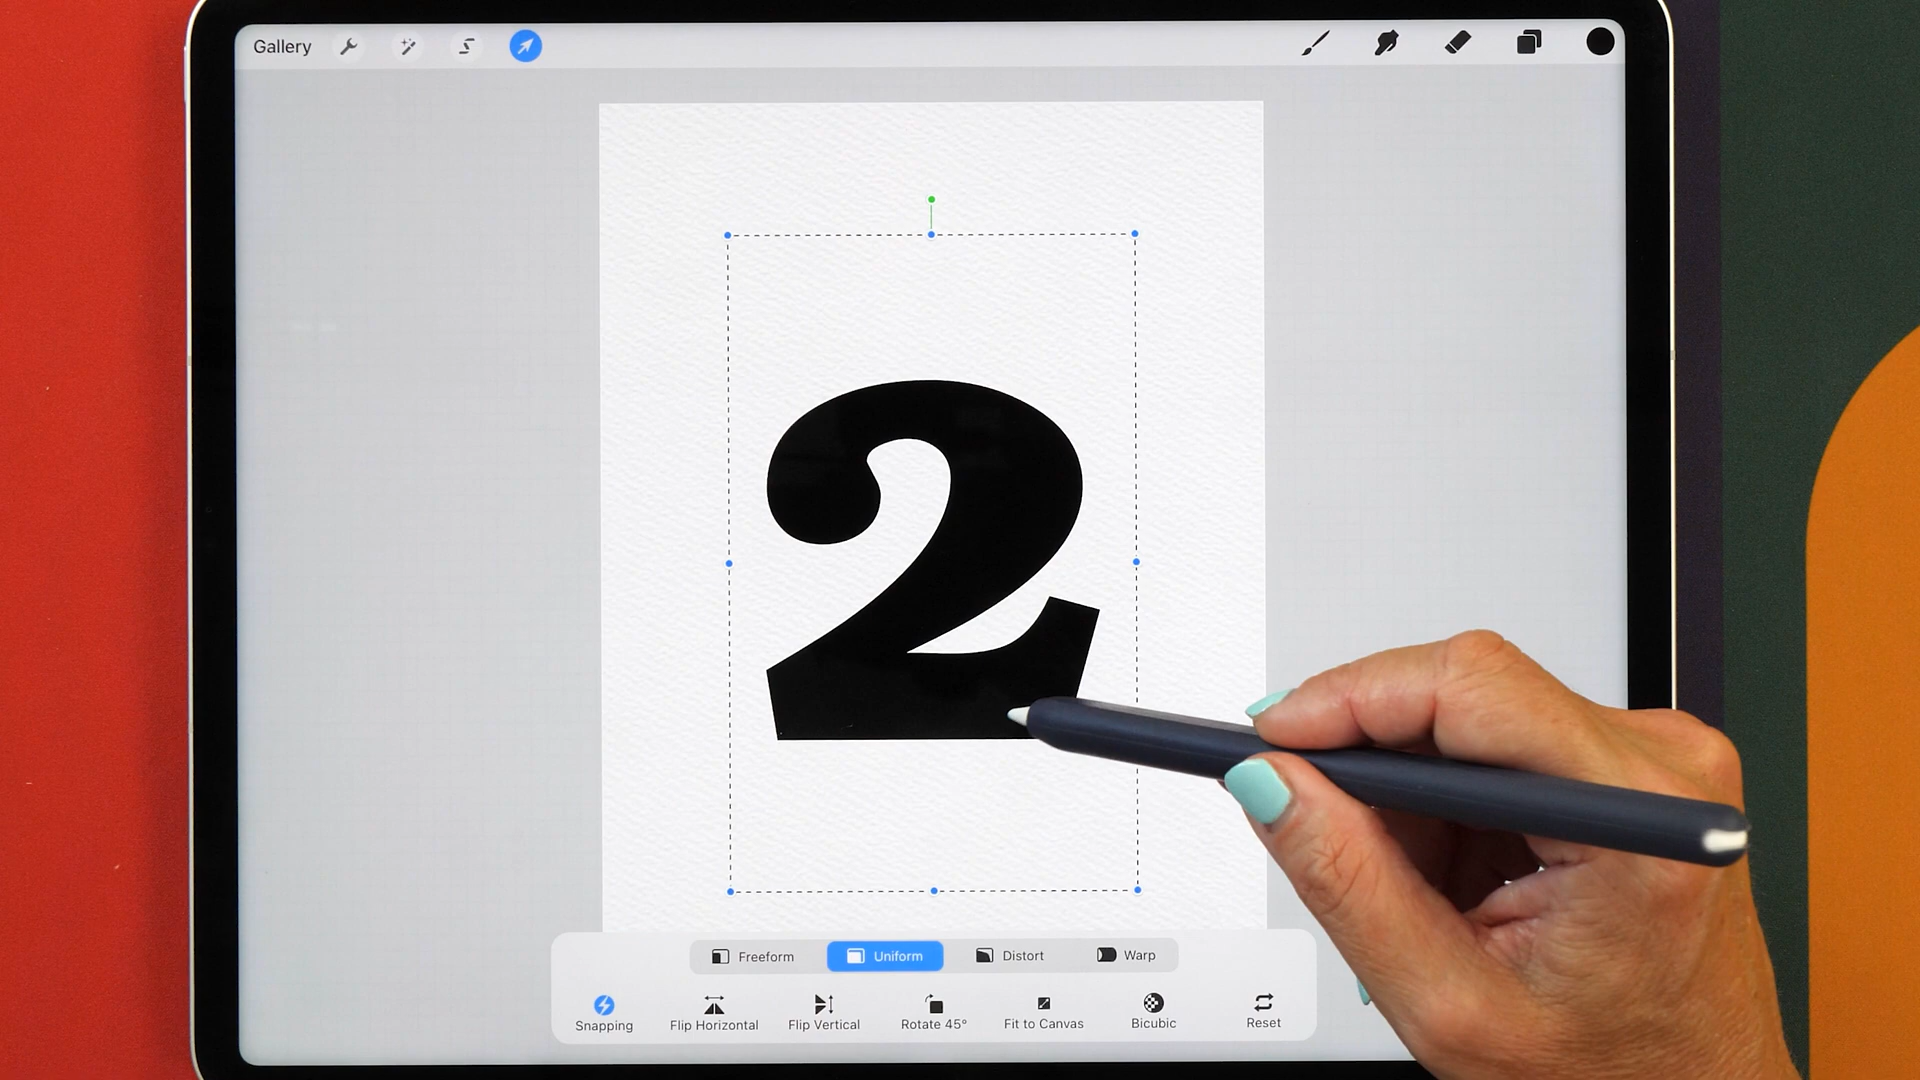 Gallery
2
Freeform Uniform Distort Warp
Snapping Flip Horizontal Flip Vertical Rotate 45° Fit to Canvas Bicubic Reset